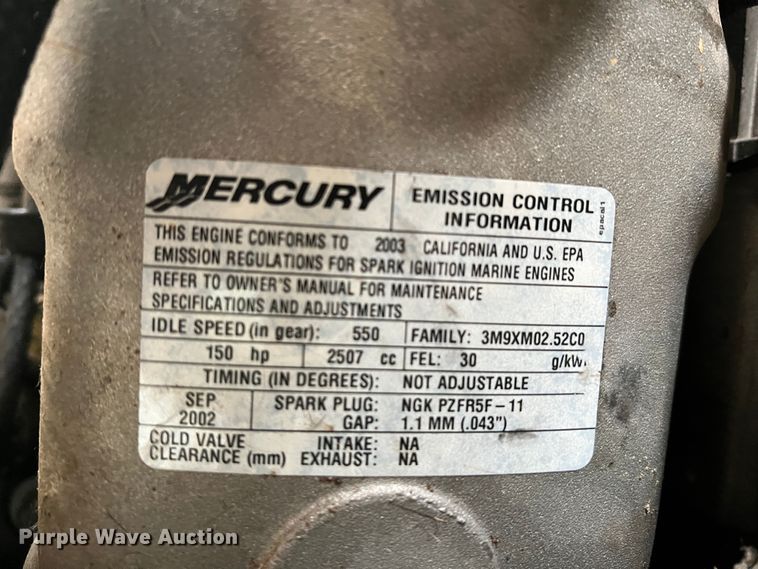 MERCURY
EMISSION CONTROL
INFORMATION
epacal1
THIS ENGINE CONFORMS TO 2003 CALIFORNIA AND U.S. EPA
EMISSION REGULATIONS FOR SPARK IGNITION MARINE ENGINES
REFER TO OWNER'S MANUAL FOR MAINTENANCE
SPECIFICATIONS AND ADJUSTMENTS
IDLE SPEED (in gear): 550 FAMILY: 3M9XM02.52C0
150 hp 2507 cc FEL: 30 g/kW
TIMING (IN DEGREES): NOT ADJUSTABLE
SEP 2002
SPARK PLUG: NGK PZFR5F-11
GAP: 1.1 MM (.043")
COLD VALVE
CLEARANCE (mm)
INTAKE: NA
EXHAUST: NA
Purple Wave Auction